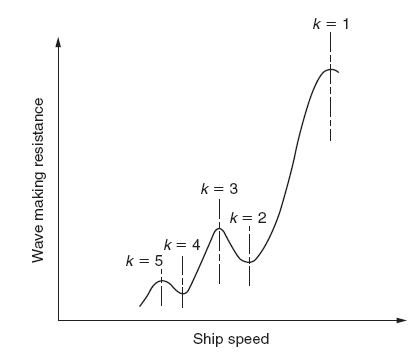 k = 1
k = 3
k = 2
k = 4
k = 5
Wave making resistance
Ship speed